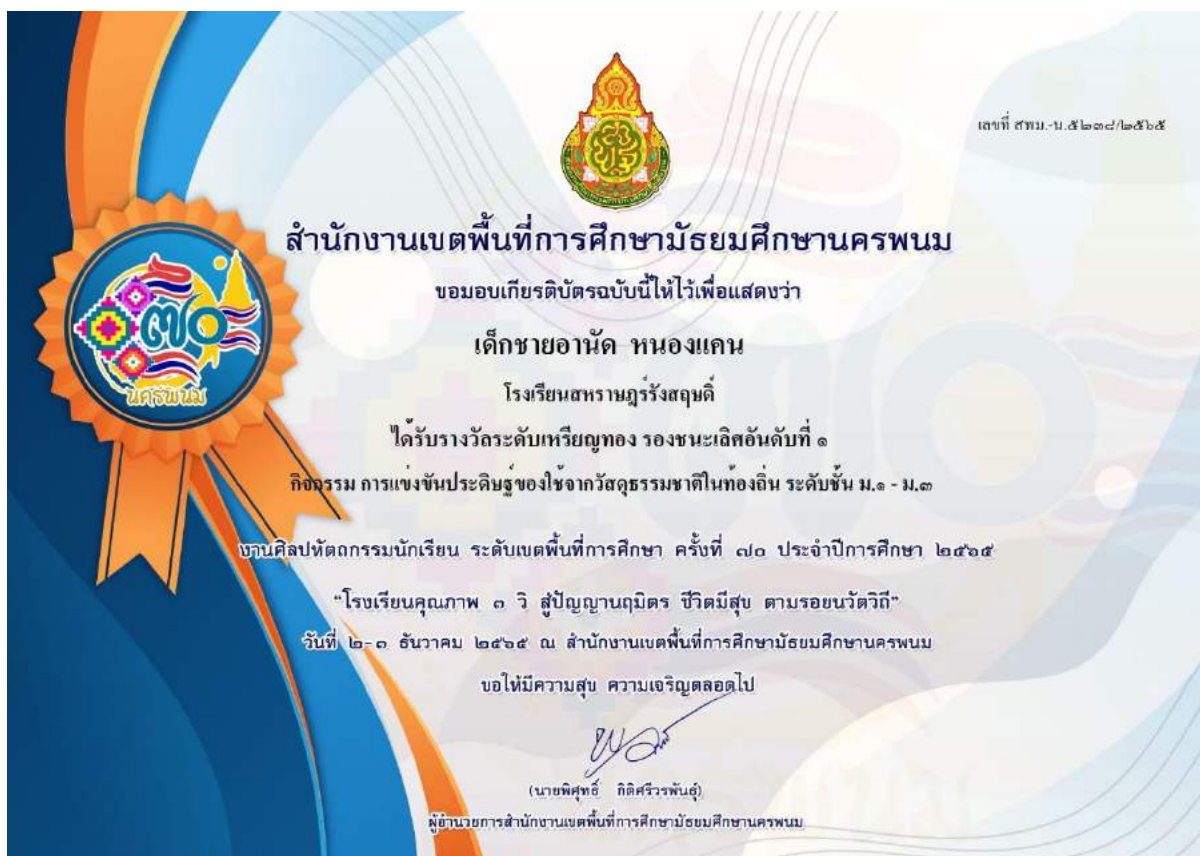 เลขที่ สพม.-น.๕๒๓๘/๒๕๖๕
สำนักงานเขตพื้นที่การศึกษามัธยมศึกษานครพนม
ขอมอบเกียรติบัตรฉบับนี้ให้ไว้เพื่อแสดงว่า
เด็กชายอานัด หนองแคน
โรงเรียนสหราษฎร์รังสฤษดิ์
ได้รับรางวัลระดับเหรียญทอง รองชนะเลิศอันดับที่ ๑
กิจกรรม การแข่งขันประดิษฐ์ของใช้จากวัสดุธรรมชาติในท้องถิ่น ระดับชั้น ม.๑ - ม.๓
๗๐
นครพนม
งานศิลปหัตถกรรมนักเรียน ระดับเขตพื้นที่การศึกษา ครั้งที่ ๗๐ ประจำปีการศึกษา ๒๕๖๕
“โรงเรียนคุณภาพ ๓ วิ สู่ปัญญานฤมิตร ชีวิตมีสุข ตามรอยนวัตวิถี”
วันที่ ๒-๓ ธันวาคม ๒๕๖๕ ณ สำนักงานเขตพื้นที่การศึกษามัธยมศึกษานครพนม
ขอให้มีความสุข ความเจริญตลอดไป
(นายพิศุทธิ์ กิติศรีวรพันธุ์)
ผู้อำนวยการสำนักงานเขตพื้นที่การศึกษามัธยมศึกษานครพนม